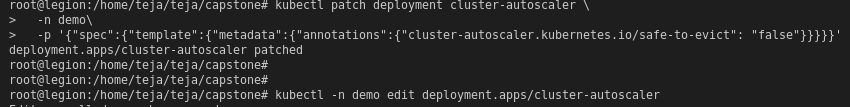 root@legion:/home/teja/teja/capstone# kubectl patch deployment cluster-autoscaler \
>   -n demo\
>   -p '{"spec":{"template":{"metadata":{"annotations":{"cluster-autoscaler.kubernetes.io/safe-to-evict": "false"}}}}}'
deployment.apps/cluster-autoscaler patched
root@legion:/home/teja/teja/capstone#
root@legion:/home/teja/teja/capstone#
root@legion:/home/teja/teja/capstone# kubectl -n demo edit deployment.apps/cluster-autoscaler